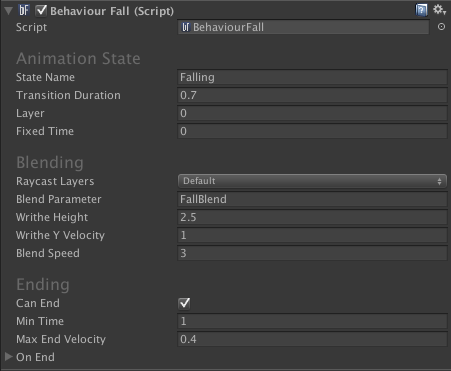 bF Behaviour Fall (Script)
Script bF BehaviourFall
Animation State
State Name Falling
Transition Duration 0.7
Layer 0
Fixed Time 0
Blending
Raycast Layers Default
Blend Parameter FallBlend
Writhe Height 2.5
Writhe Y Velocity 1
Blend Speed 3
Ending
Can End
Min Time 1
Max End Velocity 0.4
On End